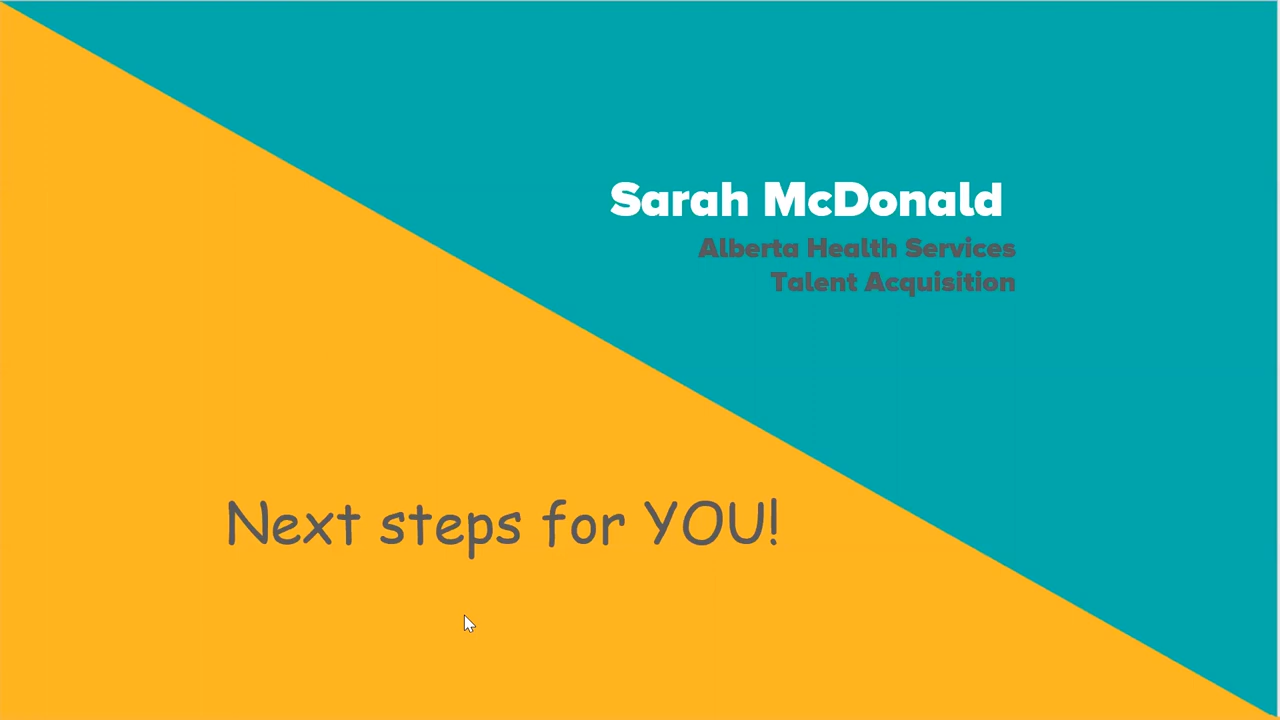 Sarah McDonald
Alberta Health Services
Talent Acquisition
Next steps for YOU!